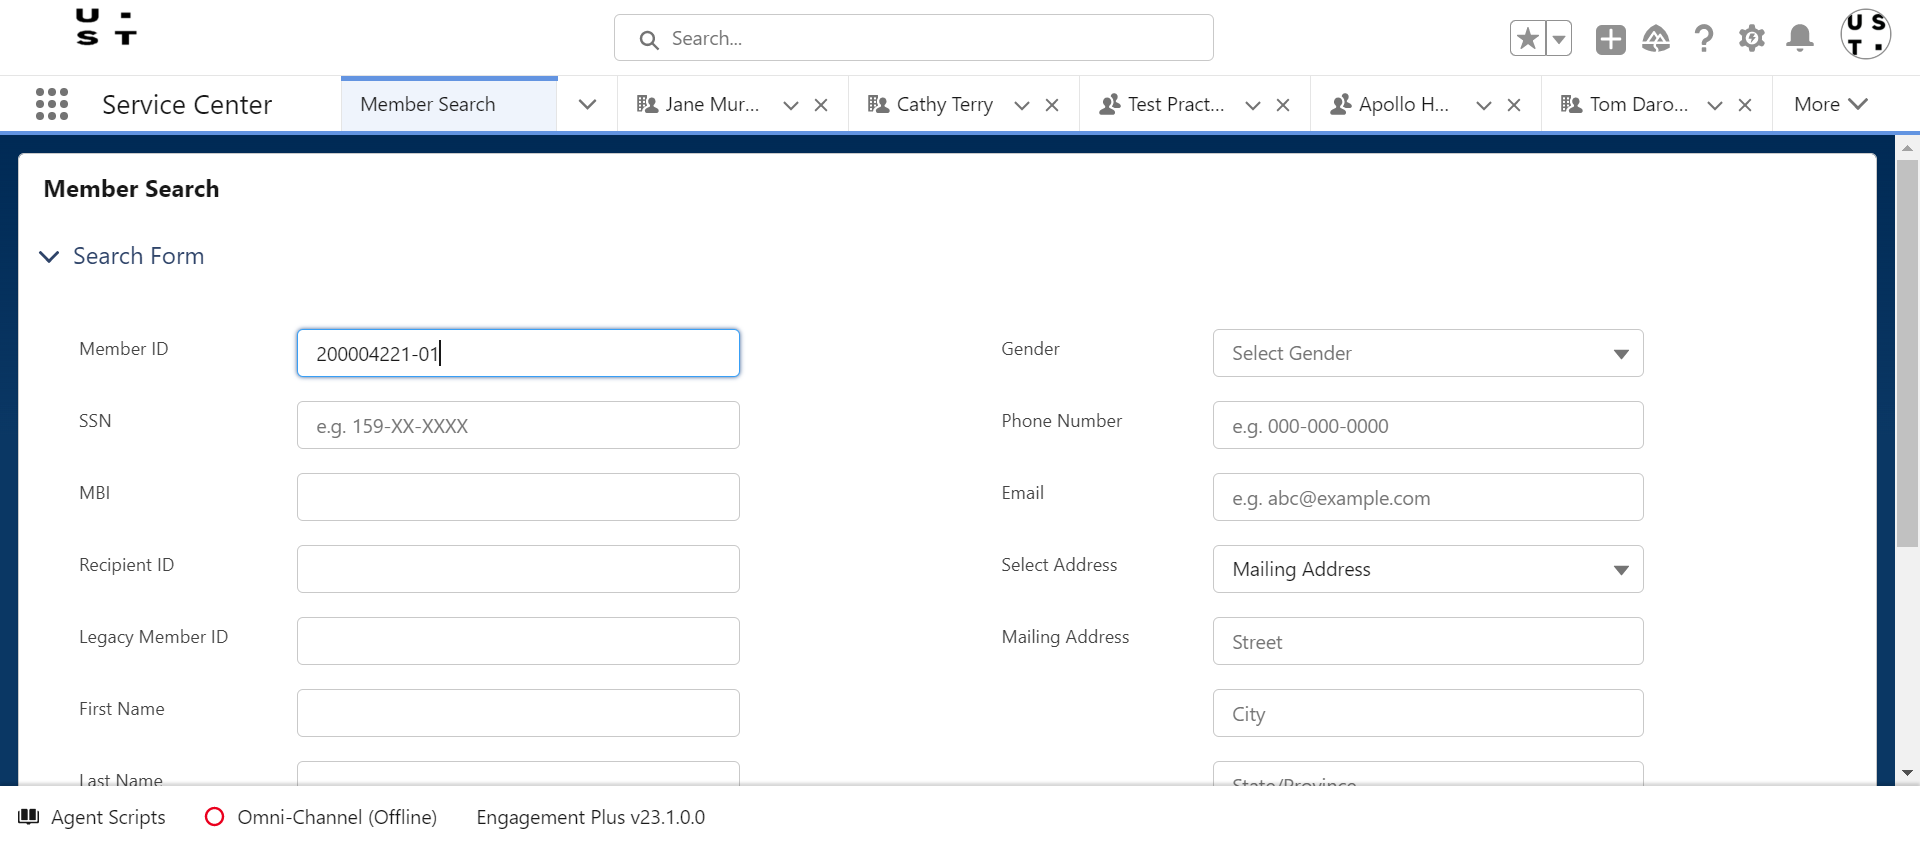 U ·
S T
Search...
U S
T .
Service Center
Member Search
Jane Mur...
Cathy Terry
Test Pract...
Apollo H...
Tom Daro...
More
Member Search
Search Form
Member ID
200004221-01
Gender
Select Gender
SSN
e.g. 159-XX-XXXX
Phone Number
e.g. 000-000-0000
MBI
Email
e.g. abc@example.com
Recipient ID
Select Address
Mailing Address
Legacy Member ID
Mailing Address
Street
First Name
City
Last Name
State/Province
Agent Scripts
Omni-Channel (Offline)
Engagement Plus v23.1.0.0